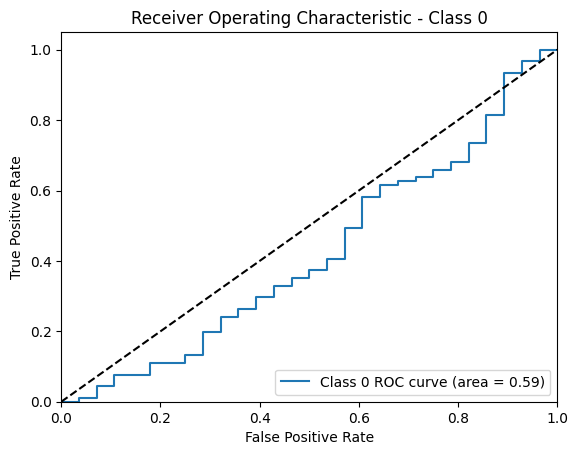 Receiver Operating Characteristic - Class 0
True Positive Rate
1.0
0.8
0.6
0.4
0.2
0.0
0.0 0.2 0.4 0.6 0.8 1.0
False Positive Rate
Class 0 ROC curve (area = 0.59)